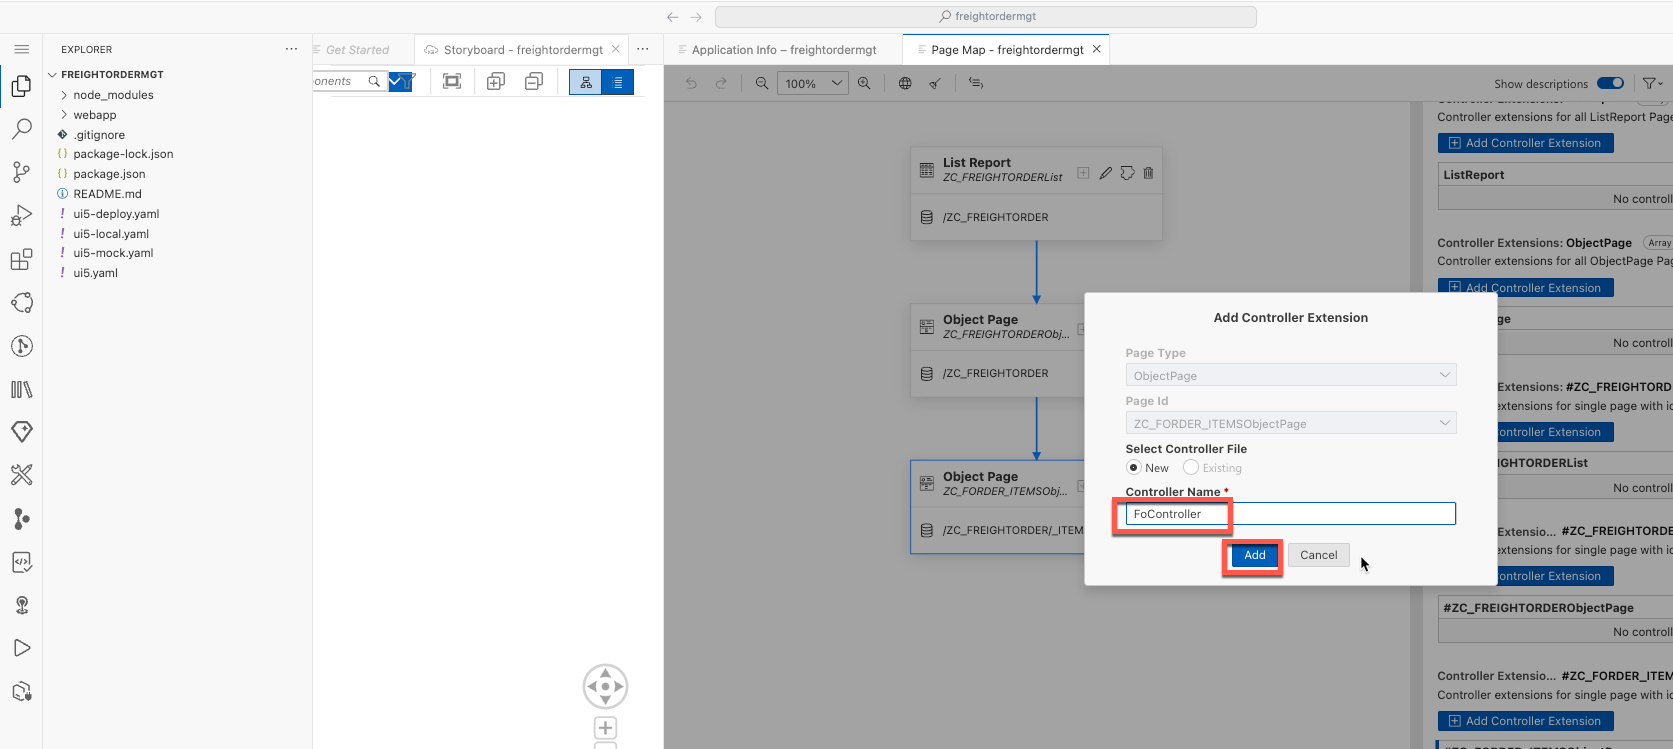 freightordermgt
EXPLORER
Get Started
Storyboard - freightordermgt
Application Info – freightordermgt
Page Map - freightordermgt
FREIGHTORDERMGT
node_modules
webapp
.gitignore
package-lock.json
package.json
README.md
ui5-deploy.yaml
ui5-local.yaml
ui5-mock.yaml
ui5.yaml
onents
100%
Show descriptions
List Report
ZC_FREIGHTORDERList
/ZC_FREIGHTORDER
Object Page
ZC_FREIGHTORDERObj...
/ZC_FREIGHTORDER
Object Page
ZC_FORDER_ITEMSObj...
/ZC_FREIGHTORDER/_ITEM
Controller extensions for all ListReport Page
Add Controller Extension
ListReport
No controll
Controller Extensions: ObjectPage
Array
Controller extensions for all ObjectPage Pag
Add Controller Extension
ge
No controll
Extensions: #ZC_FREIGHTORD
extensions for single page with ic
ontroller Extension
IGHTORDERList
No controll
Extensio... #ZC_FREIGHTORDE
extensions for single page with ic
ontroller Extension
#ZC_FREIGHTORDERObjectPage
No controll
Controller Extensio... #ZC_FORDER_ITEM
Controller extensions for single page with ic
Add Controller Extension
Add Controller Extension
Page Type
ObjectPage
Page Id
ZC_FORDER_ITEMSObjectPage
Select Controller File
New
Existing
Controller Name *
FoController
Add
Cancel